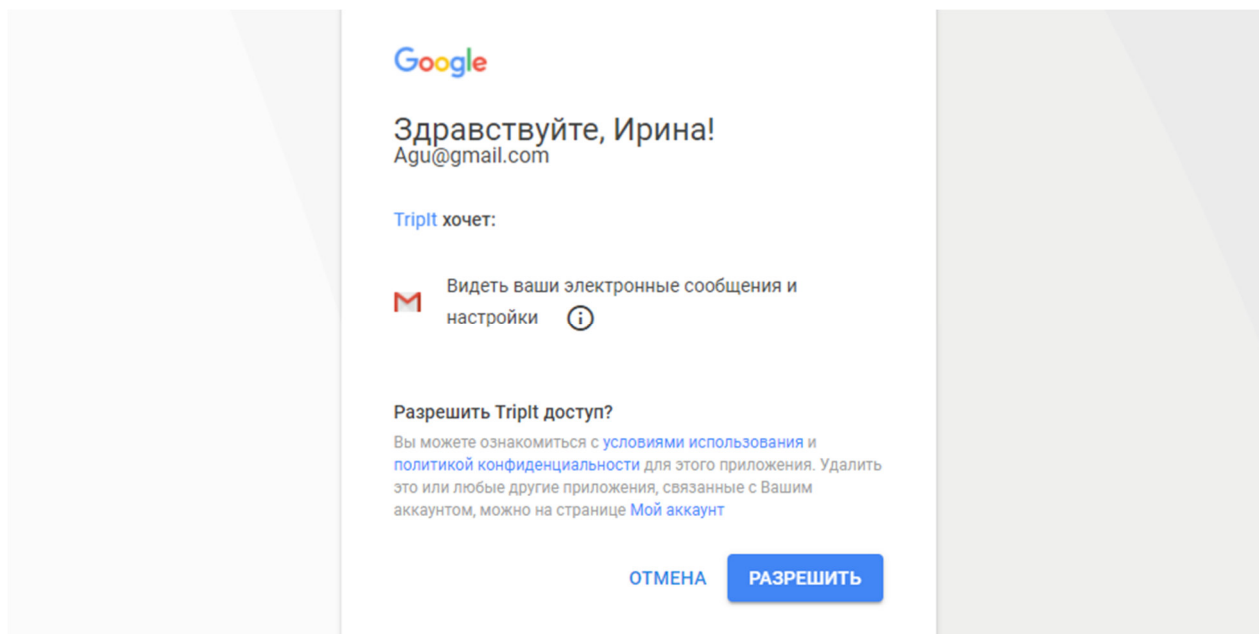 Google
Здравствуйте, Ирина!
Agu@gmail.com
TripIt хочет:
Видеть ваши электронные сообщения и
настройки
Разрешить TripIt доступ?
Вы можете ознакомиться с условиями использования и
политикой конфиденциальности для этого приложения. Удалить
это или любые другие приложения, связанные с Вашим
аккаунтом, можно на странице Мой аккаунт
ОТМЕНА РАЗРЕШИТЬ